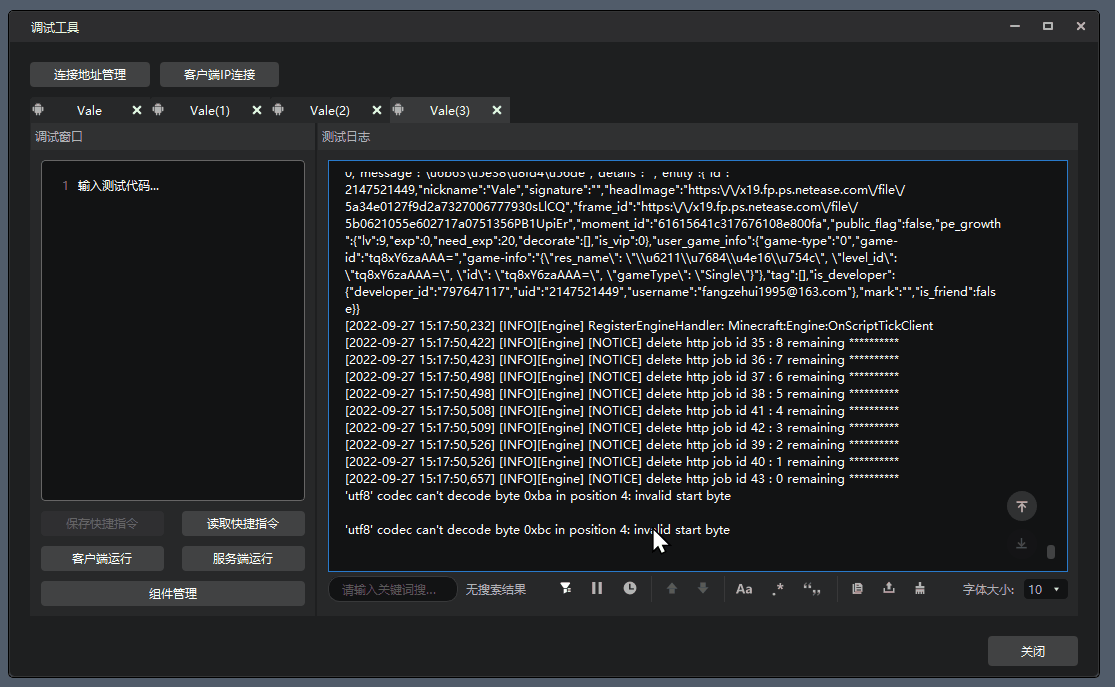 调试工具
连接地址管理 客户端IP连接
Vale Vale(1) Vale(2) Vale(3)
调试窗口 测试日志
1 输入测试代码...
0,"message":"\u6b63\u5e38\u8fd4\u56de","details":"","entity":{"id":
2147521449,"nickname":"Vale","signature":"","headImage":"https:\/\/x19.fp.ps.netease.com\/file\/
5a34e0127f9d2a7327006777930sLlCQ","frame_id":"https:\/\/x19.fp.ps.netease.com\/file\/
5b0621055e602717a0751356PB1UpiEr","moment_id":"61615641c317676108e800fa","public_flag":false,"pe_growth
":{"lv":9,"exp":0,"need_exp":20,"decorate":[],"is_vip":0},"user_game_info":{"game-type":"0","game-
id":"tq8xY6zaAAA=","game-info":"{\"res_name\": \"\\u6211\\u7684\\u4e16\\u754c\", \"level_id\":
\"tq8xY6zaAAA=\", \"id\": \"tq8xY6zaAAA=\", \"gameType\": \"Single\"}"},"tag":[],"is_developer":
{"developer_id":"797647117","uid":"2147521449","username":"fangzehui1995@163.com"},"mark":"","is_friend":fals
e}}
[2022-09-27 15:17:50,232] [INFO][Engine] RegisterEngineHandler: Minecraft:Engine:OnScriptTickClient
[2022-09-27 15:17:50,422] [INFO][Engine] [NOTICE] delete http job id 35 : 8 remaining **********
[2022-09-27 15:17:50,423] [INFO][Engine] [NOTICE] delete http job id 36 : 7 remaining **********
[2022-09-27 15:17:50,498] [INFO][Engine] [NOTICE] delete http job id 37 : 6 remaining **********
[2022-09-27 15:17:50,498] [INFO][Engine] [NOTICE] delete http job id 38 : 5 remaining **********
[2022-09-27 15:17:50,508] [INFO][Engine] [NOTICE] delete http job id 41 : 4 remaining **********
[2022-09-27 15:17:50,509] [INFO][Engine] [NOTICE] delete http job id 42 : 3 remaining **********
[2022-09-27 15:17:50,526] [INFO][Engine] [NOTICE] delete http job id 39 : 2 remaining **********
[2022-09-27 15:17:50,526] [INFO][Engine] [NOTICE] delete http job id 40 : 1 remaining **********
[2022-09-27 15:17:50,657] [INFO][Engine] [NOTICE] delete http job id 43 : 0 remaining **********
'utf8' codec can't decode byte 0xba in position 4: invalid start byte
'utf8' codec can't decode byte 0xbc in position 4: invalid start byte
保存快捷指令 读取快捷指令
客户端运行 服务端运行
组件管理
请输入关键词搜... 无搜索结果 Aa .* “,, 字体大小: 10
关闭